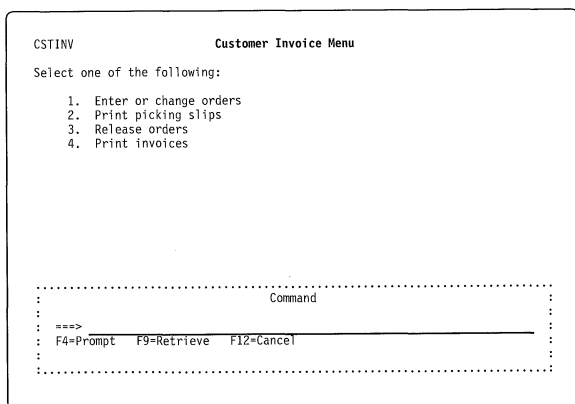 CSTINV Customer Invoice Menu
Select one of the following:
1. Enter or change orders
2. Print picking slips
3. Release orders
4. Print invoices
Command
===>
F4=Prompt F9=Retrieve F12=Cancel